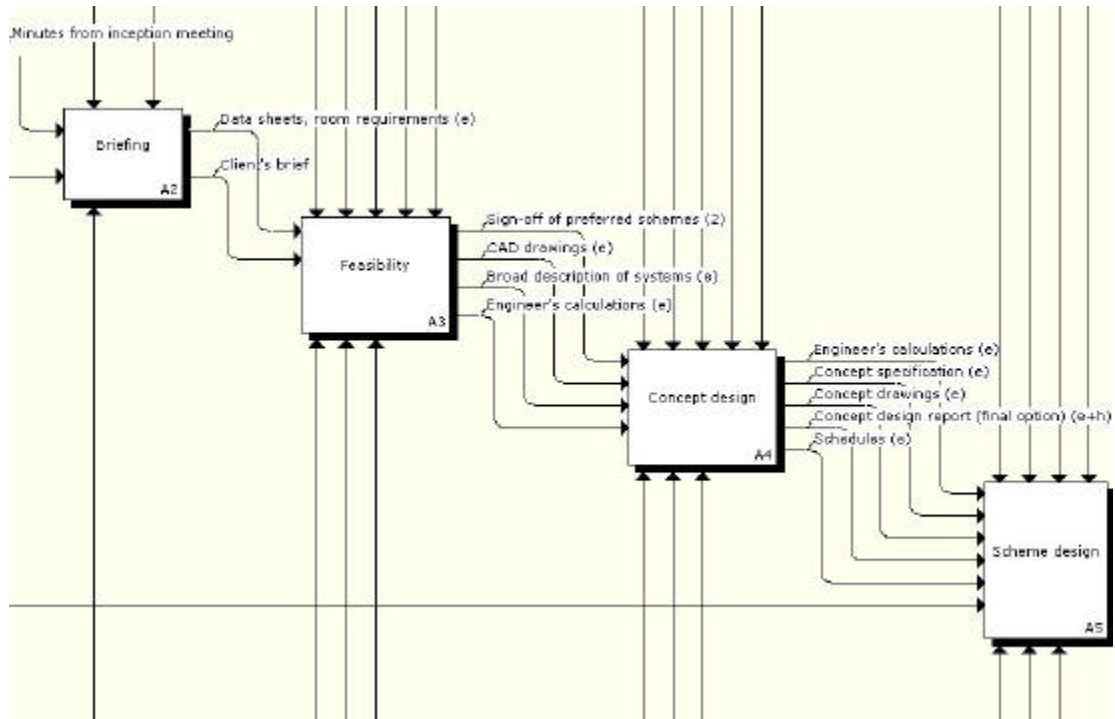 Minutes from inception meeting
Briefing
A2
Data sheets, room requirements (e)
Client's brief
Feasibility
A3
Sign-off of preferred schemes (2)
CAD drawings (e)
Broad description of systems (e)
Engineer's calculations (e)
Concept design
A4
Engineer's calculations (e)
Concept specification (e)
Concept drawings (e)
Concept design report (final option) (e+h)
Schedules (e)
Scheme design
A5